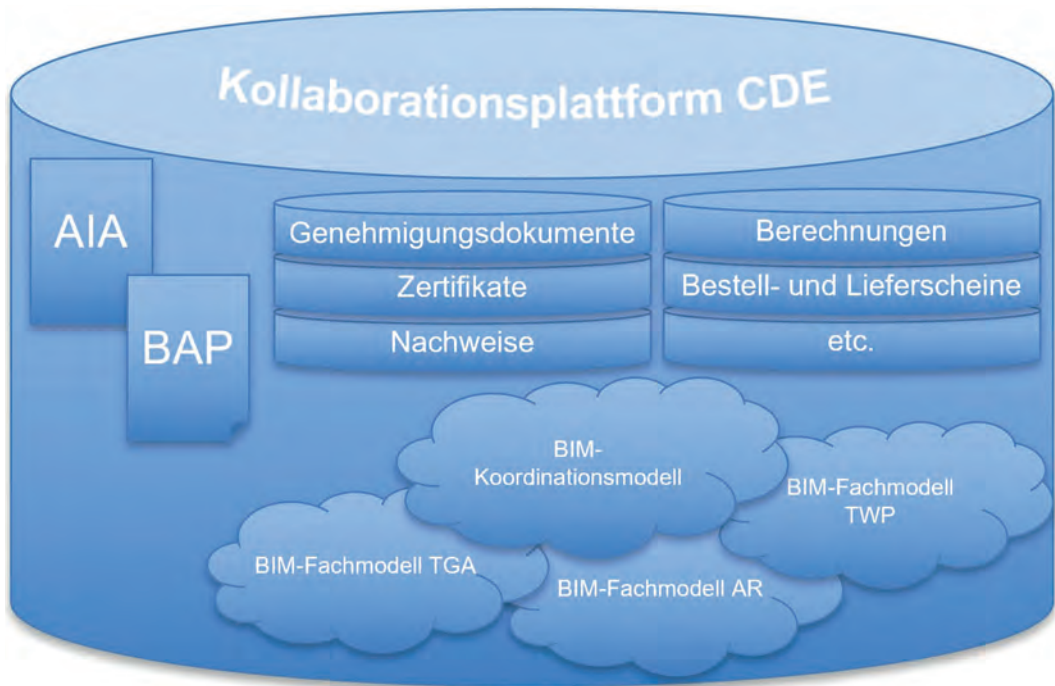 Kollaborationsplattform CDE
AIA
BAP
Genehmigungsdokumente
Zertifikate
Nachweise
Berechnungen
Bestell- und Lieferscheine
etc.
BIM-
Koordinationsmodell
BIM-Fachmodell
TWP
BIM-Fachmodell TGA
BIM-Fachmodell AR